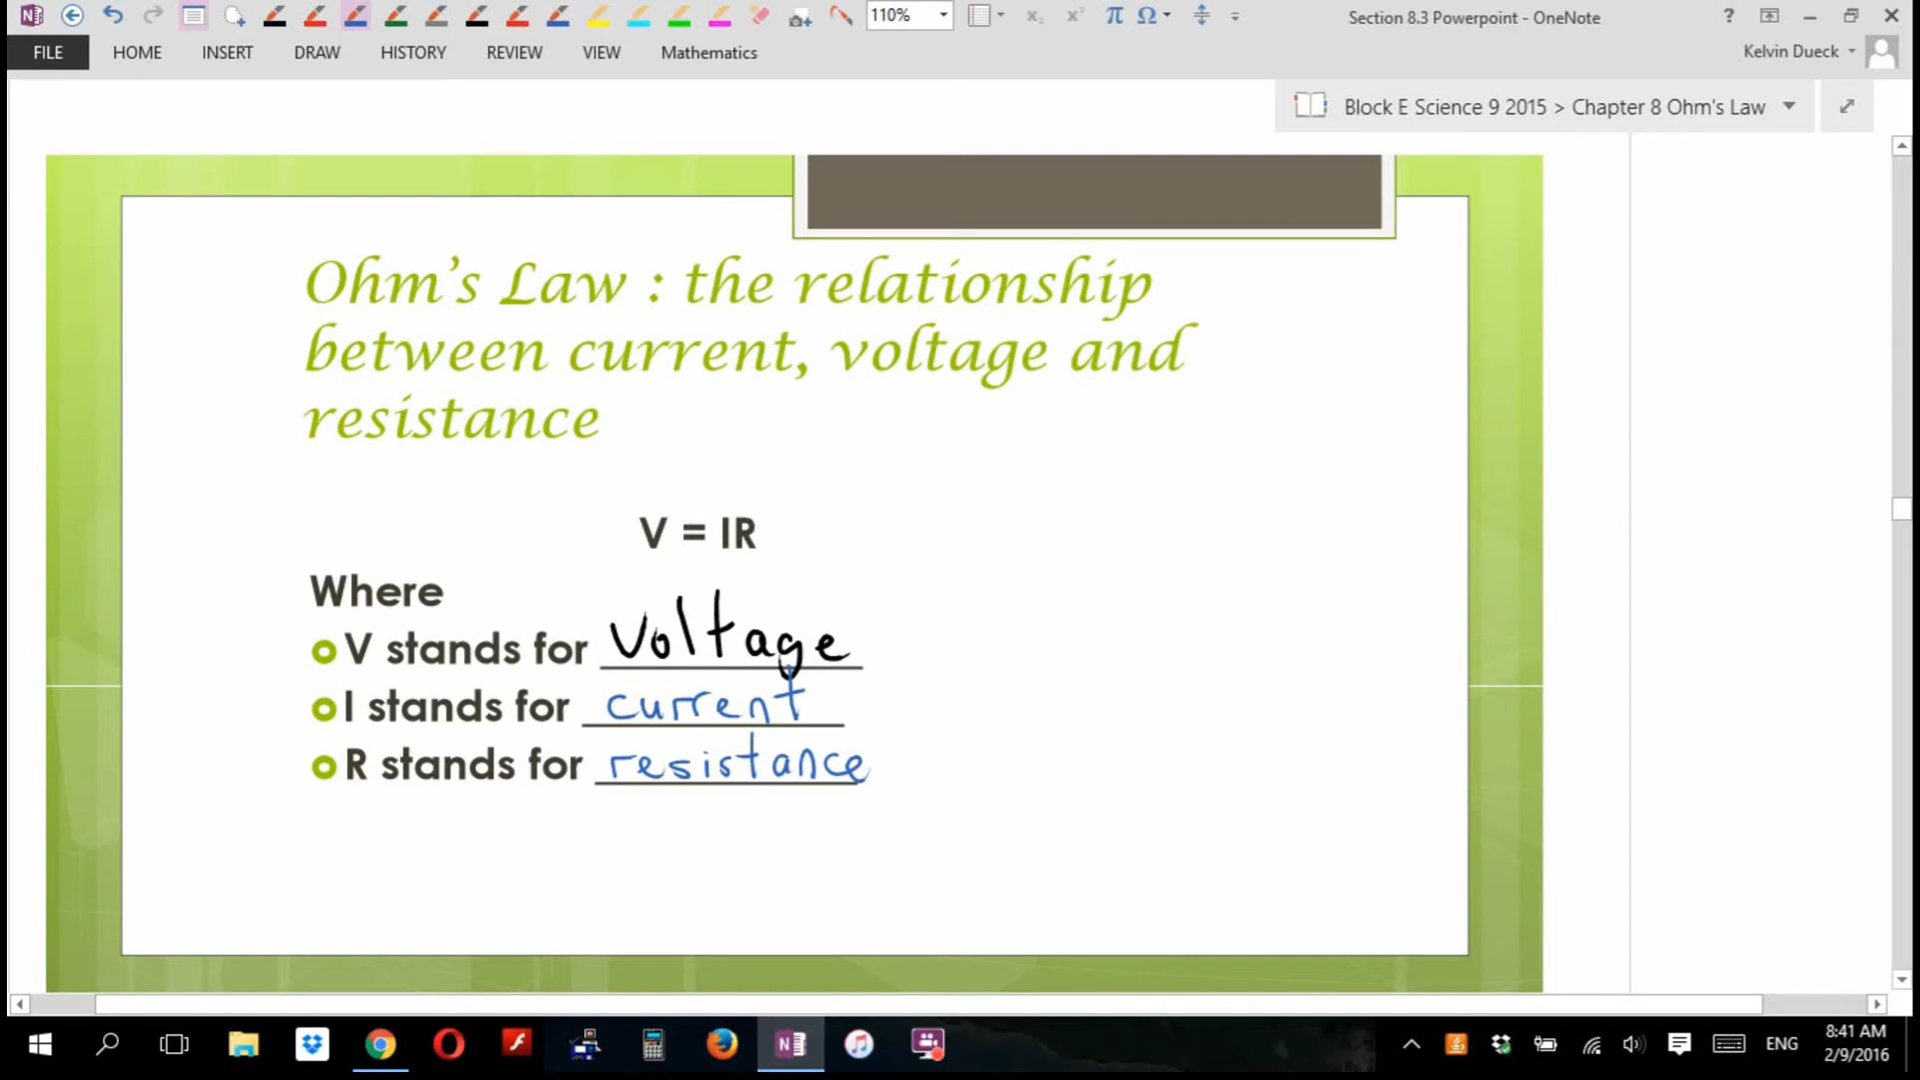 110% π Ω Section 8.3 Powerpoint - OneNote ?
FILE HOME INSERT DRAW HISTORY REVIEW VIEW Mathematics Kelvin Dueck
Block E Science 9 2015 > Chapter 8 Ohm's Law
Ohm's Law : the relationship
between current, voltage and
resistance
V = IR
Where
V stands for Voltage
I stands for current
R stands for resistance
ENG 8:41 AM
2/9/2016